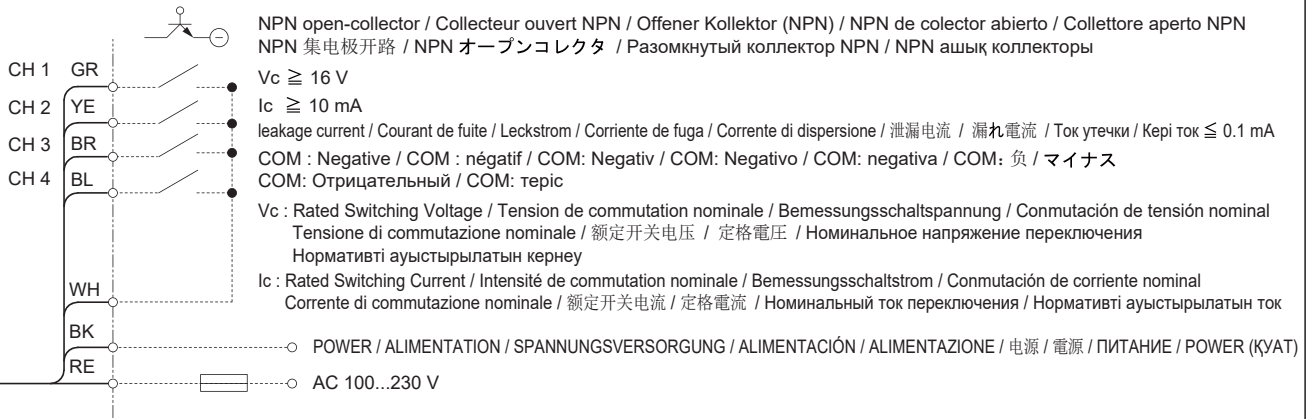 NPN open-collector / Collecteur ouvert NPN / Offener Kollektor (NPN) / NPN de colector abierto / Collettore aperto NPN
NPN 集电极开路 / NPN オープンコレクタ / Разомкнутый коллектор NPN / NPN ашық коллекторы
CH 1 GR
Vc ≧ 16 V
CH 2 YE
Ic ≧ 10 mA
leakage current / Courant de fuite / Leckstrom / Corriente de fuga / Corrente di dispersione / 泄漏电流 / 漏れ電流 / Ток утечки / Кері ток ≦ 0.1 mA
CH 3 BR
COM : Negative / COM : négatif / COM: Negativ / COM: Negativo / COM: negativa / COM: 负 / マイナス
CH 4 BL
COM: Отрицательный / COM: теріс
Vc : Rated Switching Voltage / Tension de commutation nominale / Bemessungsschaltspannung / Conmutación de tensión nominal
Tensione di commutazione nominale / 额定开关电压 / 定格電圧 / Номинальное напряжение переключения
Нормативті ауыстырылатын кернеу
Ic : Rated Switching Current / Intensité de commutation nominale / Bemessungsschaltstrom / Conmutación de corriente nominal
WH
Corrente di commutazione nominale / 额定开关电流 / 定格電流 / Номинальный ток переключения / Нормативті ауыстырылатын ток
BK
POWER / ALIMENTATION / SPANNUNGSVERSORGUNG / ALIMENTACIÓN / ALIMENTAZIONE / 电源 / 電源 / ПИТАНИЕ / POWER (ҚУАТ)
RE
AC 100...230 V